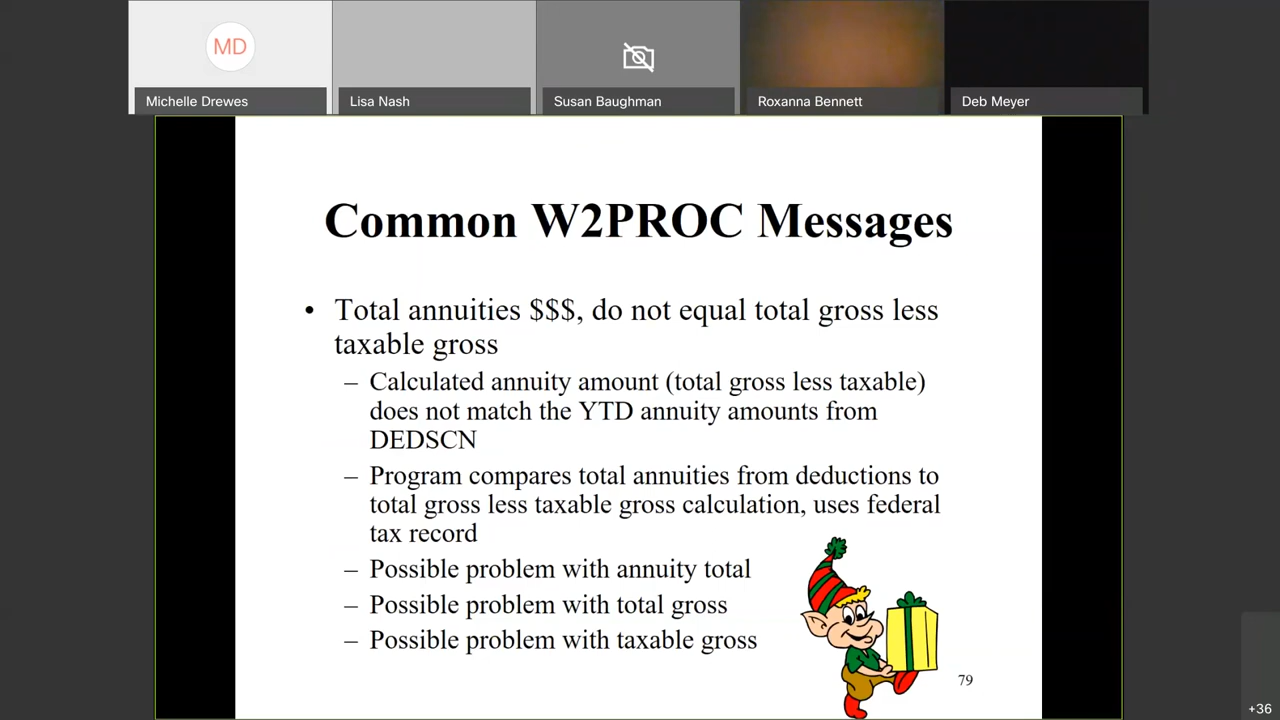 MD
Michelle Drewes
Lisa Nash
Susan Baughman
Roxanna Bennett
Deb Meyer
Common W2PROC Messages
• Total annuities $$$, do not equal total gross less
taxable gross
– Calculated annuity amount (total gross less taxable)
does not match the YTD annuity amounts from
DEDSCN
– Program compares total annuities from deductions to
total gross less taxable gross calculation, uses federal
tax record
– Possible problem with annuity total
– Possible problem with total gross
– Possible problem with taxable gross
79
+36